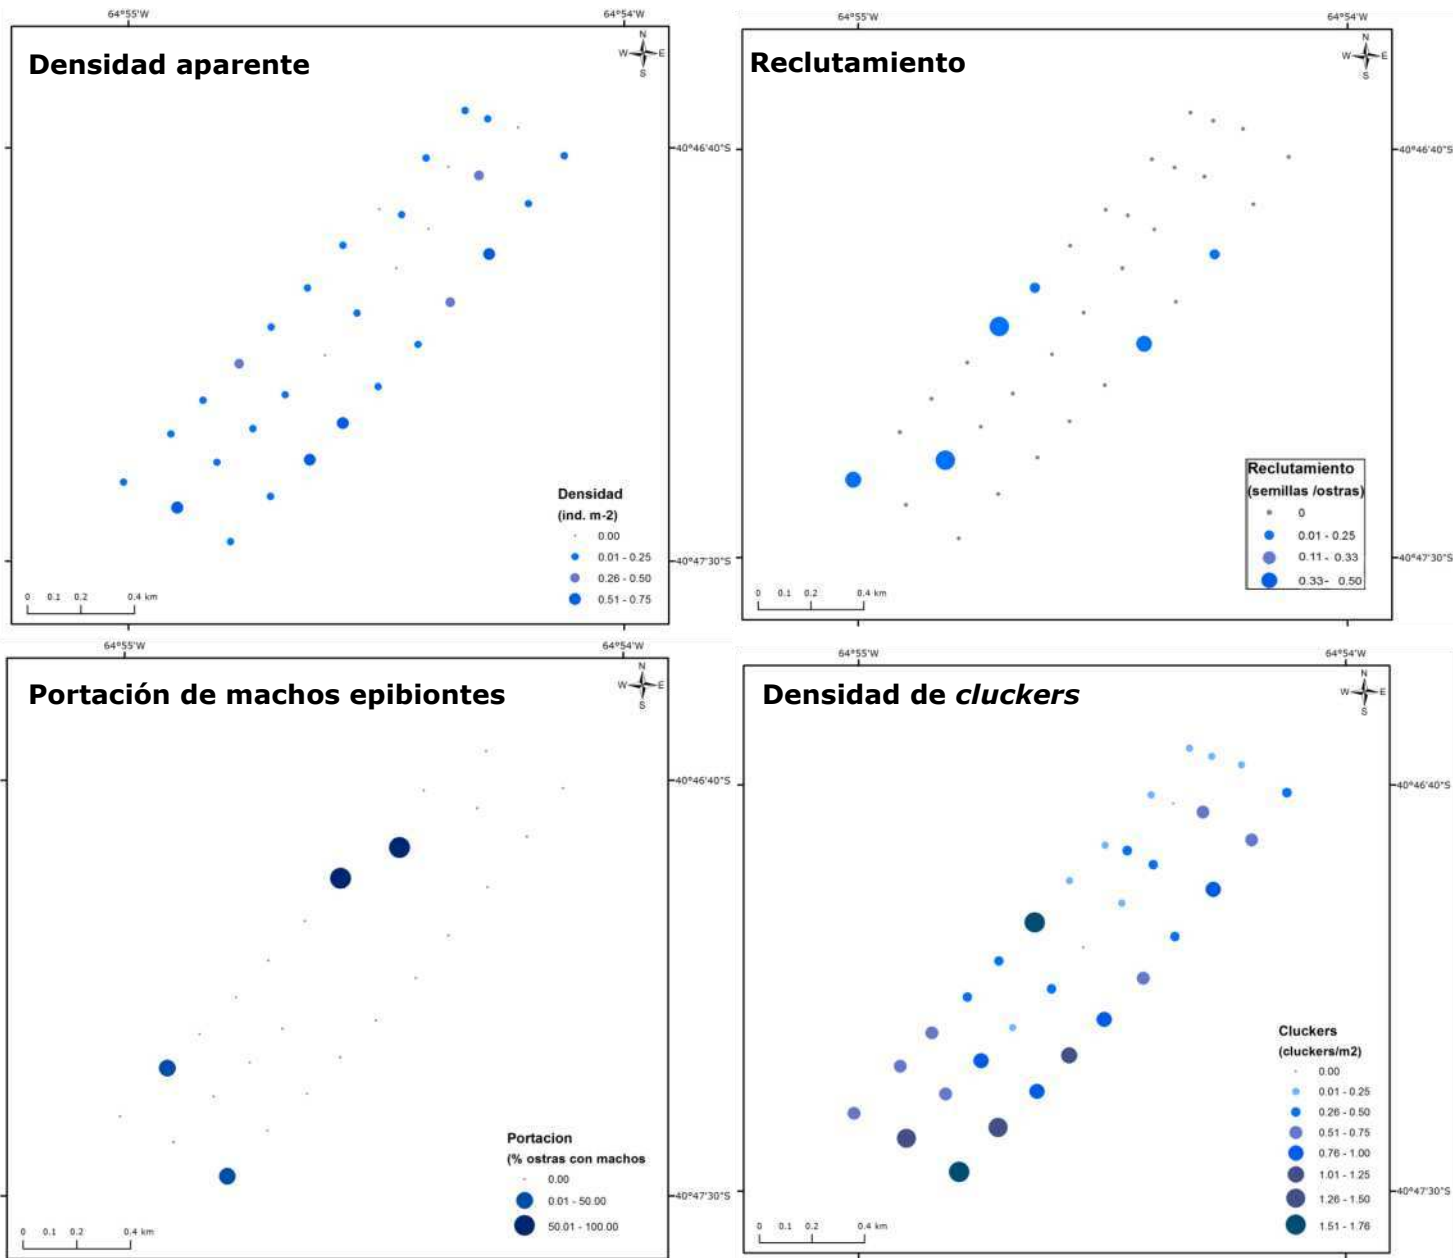 64°55'W
64°54'W
Densidad aparente
N
W
E
S
40°46'40"S
Densidad
(ind. m-2)
0.00
0.01 - 0.25
0.26 - 0.50
0.51 - 0.75
40°47'30"S
0 0.1 0.2 0.4 km
64°55'W
64°54'W
Reclutamiento
N
W
E
S
40°46'40"S
Reclutamiento
(semillas /ostras)
0
0.01 - 0.25
0.11 - 0.33
0.33- 0.50
40°47'30"S
0 0.1 0.2 0.4 km
64°55'W
64°54'W
Portación de machos epibiontes
N
W
E
S
40°46'40"S
Portacion
(% ostras con machos
0.00
0.01 - 50.00
50.01 - 100.00
40°47'30"S
0 0.1 0.2 0.4 km
64°55'W
64°54'W
Densidad de cluckers
N
W
E
S
40°46'40"S
Cluckers
(cluckers/m2)
0.00
0.01 - 0.25
0.26 - 0.50
0.51 - 0.75
0.76 - 1.00
1.01 - 1.25
1.26 - 1.50
1.51 - 1.76
40°47'30"S
0 0.1 0.2 0.4 km